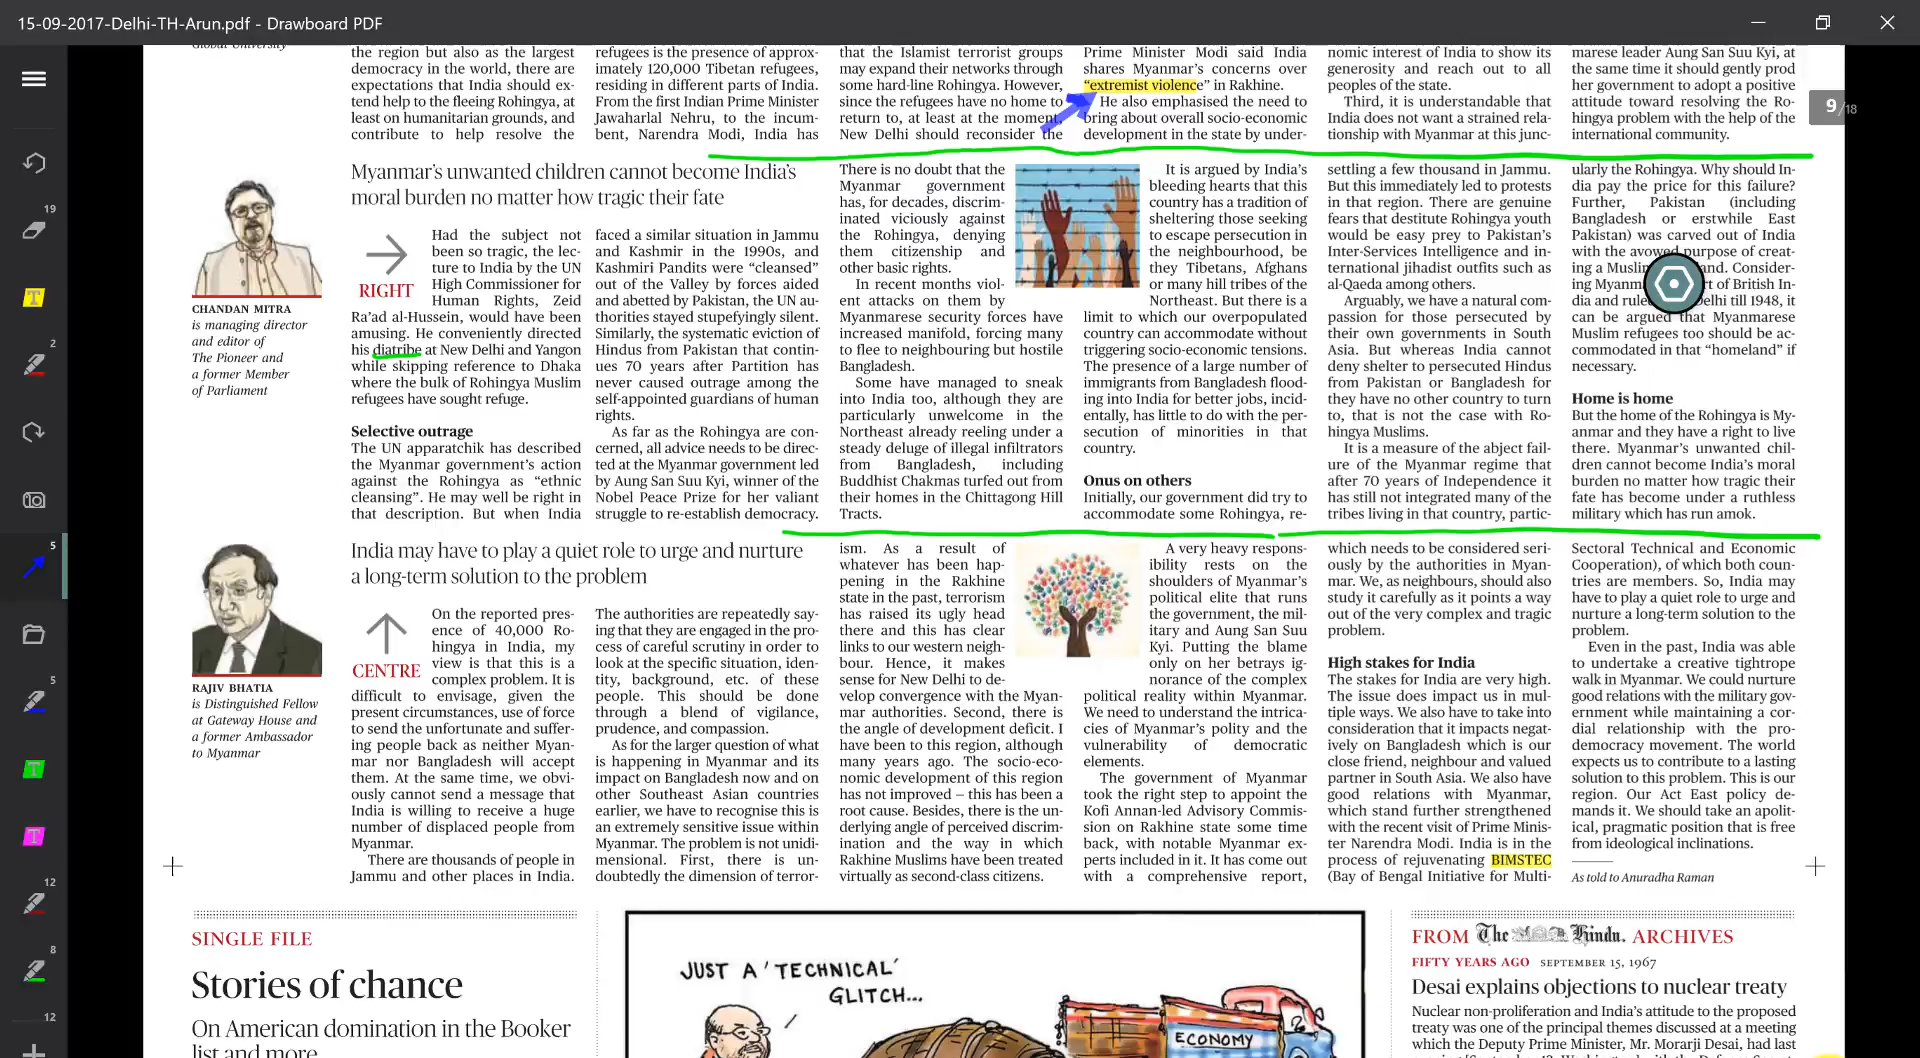 15-09-2017-Delhi-TH-Arun.pdf - Drawboard PDF
9/18
19
2
5
5
12
8
12
Global University
the region but also as the largest
democracy in the world, there are
expectations that India should ex-
tend help to the fleeing Rohingya, at
least on humanitarian grounds, and
contribute to help resolve the
refugees is the presence of approx-
imately 120,000 Tibetan refugees,
residing in different parts of India.
From the first Indian Prime Minister
Jawaharlal Nehru, to the incum-
bent, Narendra Modi, India has
that the Islamist terrorist groups
may expand their networks through
some hard-line Rohingya. However,
since the refugees have no home to
return to, at least at the moment,
New Delhi should reconsider the
Prime Minister Modi said India
shares Myanmar's concerns over
"extremist violence" in Rakhine.
He also emphasised the need to
bring about overall socio-economic
development in the state by under-
nomic interest of India to show its
generosity and reach out to all
peoples of the state.
Third, it is understandable that
India does not want a strained rela-
tionship with Myanmar at this junc-
marese leader Aung San Suu Kyi, at
the same time it should gently prod
her government to adopt a positive
attitude toward resolving the Ro-
hingya problem with the help of the
international community.
Myanmar's unwanted children cannot become India's
moral burden no matter how tragic their fate
CHANDAN MITRA
is managing director
and editor of
The Pioneer and
a former Member
of Parliament
RIGHT
Had the subject not
been so tragic, the lec-
ture to India by the UN
High Commissioner for
Human Rights, Zeid
Ra'ad al-Hussein, would have been
amusing. He conveniently directed
his diatribe at New Delhi and Yangon
while skipping reference to Dhaka
where the bulk of Rohingya Muslim
refugees have sought refuge.
Selective outrage
The UN apparatchik has described
the Myanmar government's action
against the Rohingya as "ethnic
cleansing". He may well be right in
that description. But when India
faced a similar situation in Jammu
and Kashmir in the 1990s, and
Kashmiri Pandits were "cleansed"
out of the Valley by forces aided
and abetted by Pakistan, the UN au-
thorities stayed stupefyingly silent.
Similarly, the systematic eviction of
Hindus from Pakistan that contin-
ues 70 years after Partition has
never caused outrage among the
self-appointed guardians of human
rights.
As far as the Rohingya are con-
cerned, all advice needs to be direc-
ted at the Myanmar government led
by Aung San Suu Kyi, winner of the
Nobel Peace Prize for her valiant
struggle to re-establish democracy.
There is no doubt that the
Myanmar government
has, for decades, discrim-
inated viciously against
the Rohingya, denying
them citizenship and
other basic rights.
In recent months viol-
ent attacks on them by
Myanmarese security forces have
increased manifold, forcing many
to flee to neighbouring but hostile
Bangladesh.
Some have managed to sneak
into India too, although they are
particularly unwelcome in the
Northeast already reeling under a
steady deluge of illegal infiltrators
from Bangladesh, including
Buddhist Chakmas turfed out from
their homes in the Chittagong Hill
Tracts.
It is argued by India's
bleeding hearts that this
country has a tradition of
sheltering those seeking
to escape persecution in
the neighbourhood, be
they Tibetans, Afghans
or many hill tribes of the
Northeast. But there is a
limit to which our overpopulated
country can accommodate without
triggering socio-economic tensions.
The presence of a large number of
immigrants from Bangladesh flood-
ing into India for better jobs, incid-
entally, has little to do with the per-
secution of minorities in that
country.
Onus on others
Initially, our government did try to
accommodate some Rohingya, re-
settling a few thousand in Jammu.
But this immediately led to protests
in that region. There are genuine
fears that destitute Rohingya youth
would be easy prey to Pakistan's
Inter-Services Intelligence and in-
ternational jihadist outfits such as
al-Qaeda among others.
Arguably, we have a natural com-
passion for those persecuted by
their own governments in South
Asia. But whereas India cannot
deny shelter to persecuted Hindus
from Pakistan or Bangladesh for
they have no other country to turn
to, that is not the case with Ro-
hingya Muslims.
It is a measure of the abject fail-
ure of the Myanmar regime that
after 70 years of Independence it
has still not integrated many of the
tribes living in that country, partic-
ularly the Rohingya. Why should In-
dia pay the price for this failure?
Further, Pakistan (including
Bangladesh or erstwhile East
Pakistan) was carved out of India
with the avowed purpose of creat-
ing a Muslim land. Consider-
ing Myanm rt of British In-
dia and rule elhi till 1948, it
can be argued that Myanmarese
Muslim refugees too should be ac-
commodated in that "homeland" if
necessary.
Home is home
But the home of the Rohingya is My-
anmar and they have a right to live
there. Myanmar's unwanted chil-
dren cannot become India's moral
burden no matter how tragic their
fate has become under a ruthless
military which has run amok.
India may have to play a quiet role to urge and nurture
a long-term solution to the problem
RAJIV BHATIA
is Distinguished Fellow
at Gateway House and
a former Ambassador
to Myanmar
CENTRE
On the reported pres-
ence of 40,000 Ro-
hingya in India, my
view is that this is a
complex problem. It is
difficult to envisage, given the
present circumstances, use of force
to send the unfortunate and suffer-
ing people back as neither Myan-
mar nor Bangladesh will accept
them. At the same time, we obvi-
ously cannot send a message that
India is willing to receive a huge
number of displaced people from
Myanmar.
There are thousands of people in
Jammu and other places in India.
The authorities are repeatedly say-
ing that they are engaged in the pro-
cess of careful scrutiny in order to
look at the specific situation, iden-
tity, background, etc. of these
people. This should be done
through a blend of vigilance,
prudence, and compassion.
As for the larger question of what
is happening in Myanmar and its
impact on Bangladesh now and on
other Southeast Asian countries
earlier, we have to recognise this is
an extremely sensitive issue within
Myanmar. The problem is not unidi-
mensional. First, there is un-
doubtedly the dimension of terror-
ism. As a result of
whatever has been hap-
pening in the Rakhine
state in the past, terrorism
has raised its ugly head
there and this has clear
links to our western neigh-
bour. Hence, it makes
sense for New Delhi to de-
velop convergence with the Myan-
mar authorities. Second, there is
the angle of development deficit. I
have been to this region, although
many years ago. The socio-eco-
nomic development of this region
has not improved – this has been a
root cause. Besides, there is the un-
derlying angle of perceived discrim-
ination and the way in which
Rakhine Muslims have been treated
virtually as second-class citizens.
A very heavy respons-
ibility rests on the
shoulders of Myanmar's
political elite that runs
the government, the mil-
itary and Aung San Suu
Kyi. Putting the blame
only on her betrays ig-
norance of the complex
political reality within Myanmar.
We need to understand the intrica-
cies of Myanmar's polity and the
vulnerability of democratic
elements.
The government of Myanmar
took the right step to appoint the
Kofi Annan-led Advisory Commis-
sion on Rakhine state some time
back, with notable Myanmar ex-
perts included in it. It has come out
with a comprehensive report,
which needs to be considered seri-
ously by the authorities in Myan-
mar. We, as neighbours, should also
study it carefully as it points a way
out of the very complex and tragic
problem.
High stakes for India
The stakes for India are very high.
The issue does impact us in mul-
tiple ways. We also have to take into
consideration that it impacts negat-
ively on Bangladesh which is our
close friend, neighbour and valued
partner in South Asia. We also have
good relations with Myanmar,
which stand further strengthened
with the recent visit of Prime Minis-
ter Narendra Modi. India is in the
process of rejuvenating BIMSTEC
(Bay of Bengal Initiative for Multi-
Sectoral Technical and Economic
Cooperation), of which both coun-
tries are members. So, India may
have to play a quiet role to urge and
nurture a long-term solution to the
problem.
Even in the past, India was able
to undertake a creative tightrope
walk in Myanmar. We could nurture
good relations with the military gov-
ernment while maintaining a cor-
dial relationship with the pro-
democracy movement. The world
expects us to contribute to a lasting
solution to this problem. This is our
region. Our Act East policy de-
mands it. We should take an apolit-
ical, pragmatic position that is free
from ideological inclinations.
As told to Anuradha Raman
SINGLE FILE
Stories of chance
On American domination in the Booker
list and more
JUST A 'TECHNICAL'
GLITCH...
ECONOMY
FROM The Hindu. ARCHIVES
FIFTY YEARS AGO SEPTEMBER 15, 1967
Desai explains objections to nuclear treaty
Nuclear non-proliferation and India's attitude to the proposed
treaty was one of the principal themes discussed at a meeting
which the Deputy Prime Minister, Mr. Morarji Desai, had last